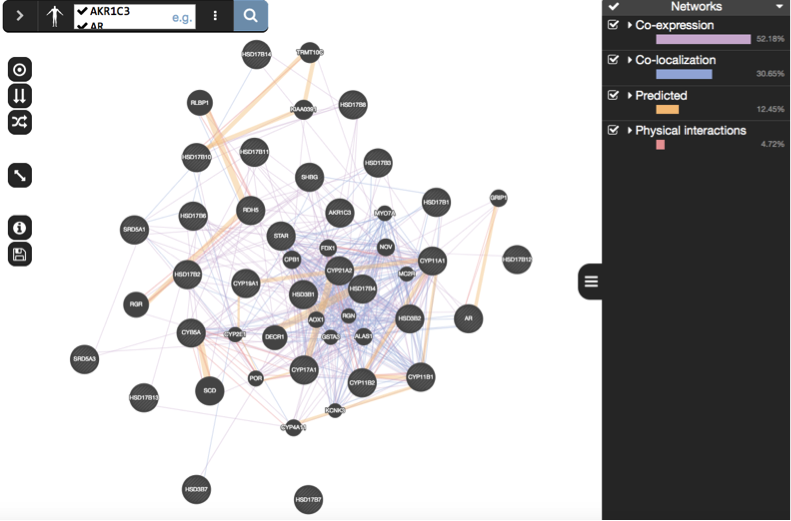 AKR1C3
AR
e.g.
Networks
Co-expression
52.18%
Co-localization
30.65%
Predicted
12.45%
Physical interactions
4.72%
HSD17B14
TRMT10C
RLBP1
KIAA0391
HSD17B8
HSD17B10
HSD17B11
HSD17B3
SHBG
HSD17B6
RDH5
AKR1C3
MYO7A
HSD17B1
GRIP1
SRD5A1
STAR
FDX1
NOV
CPB1
CYP11A1
HSD17B12
HSD17B2
CYP21A2
MC2R
CYP19A1
HSD3B1
HSD17B4
RGR
AOX1
RGN
HSD3B2
AR
CYB5A
CYP2E1
DECR1
GSTA3
ALAS1
SRD5A3
CYP17A1
POR
CYP11B2
CYP11B1
SCD
HSD17B13
CYP4A11
HSD3B7
HSD17B7